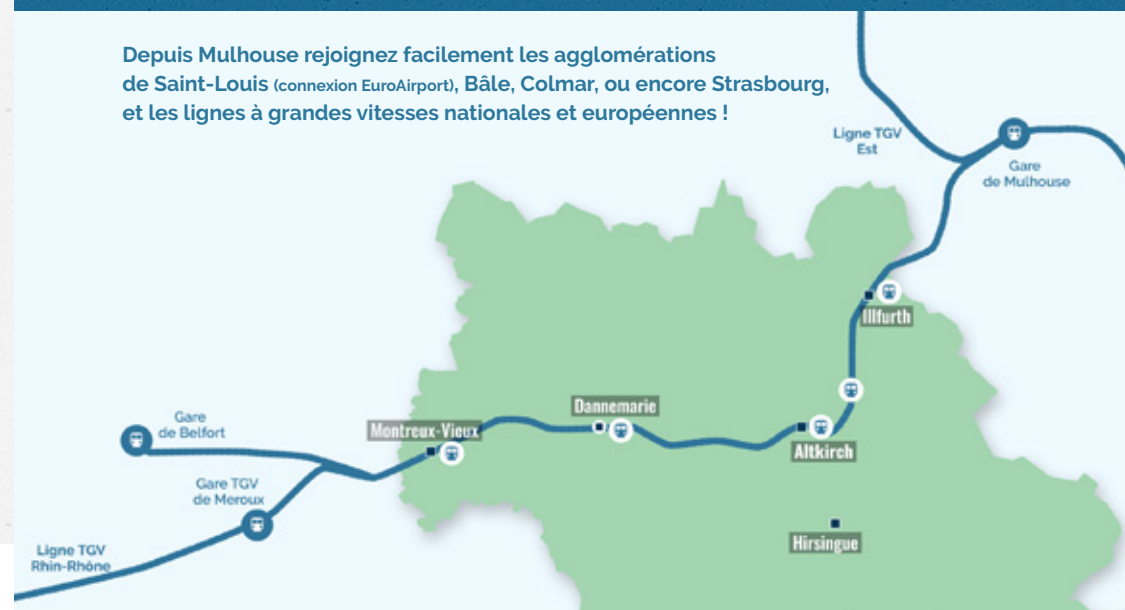 Depuis Mulhouse rejoignez facilement les agglomérations
de Saint-Louis (connexion EuroAirport), Bâle, Colmar, ou encore Strasbourg,
et les lignes à grandes vitesses nationales et européennes !
Ligne TGV
Est
Gare
de Mulhouse
Illfurth
Dannemarie
Gare
de Belfort
Montreux-Vieux
Altkirch
Gare TGV
de Meroux
Hirsingue
Ligne TGV
Rhin-Rhône